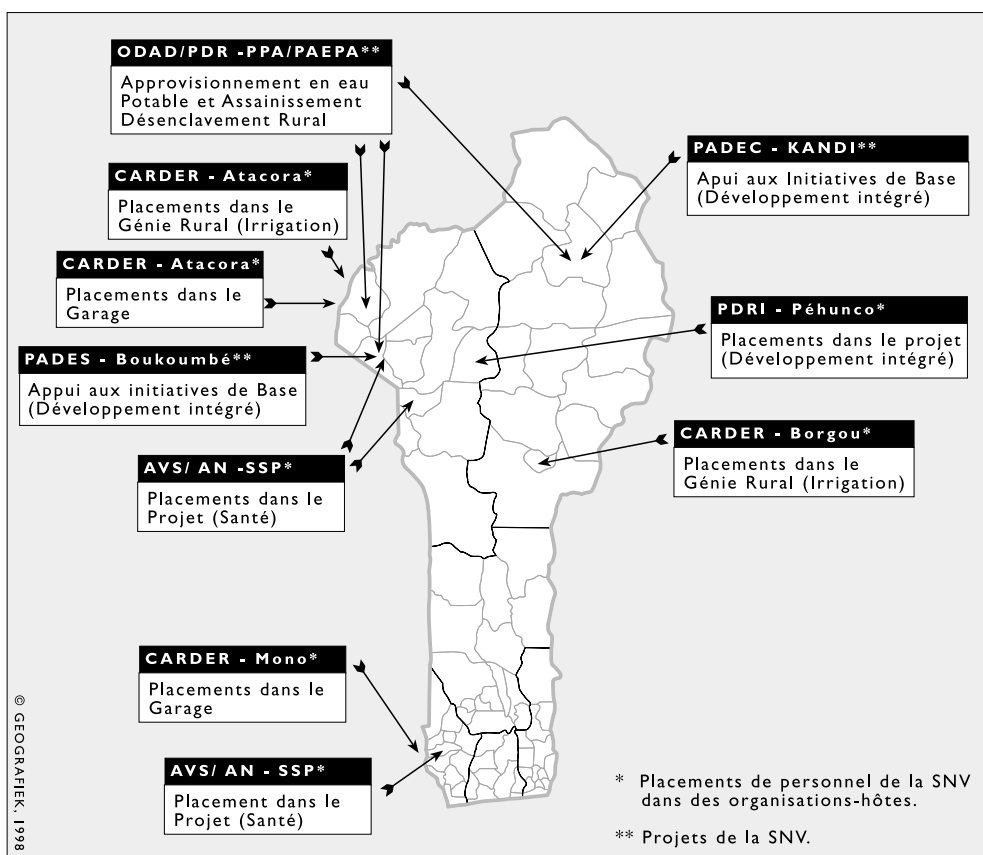 ODAD/PDR -PPA/PAEPA**
Approvisionnement en eau
Potable et Assainissement
Désenclavement Rural
CARDER - Atacora*
Placements dans le
Génie Rural (Irrigation)
CARDER - Atacora*
Placements dans le
Garage
PADES - Boukoumbé**
Appui aux initiatives de Base
(Développement intégré)
AVS/ AN -SSP*
Placements dans le
Projet (Santé)
PADEC - KANDI**
Apui aux Initiatives de Base
(Développement intégré)
PDRI - Péhunco*
Placements dans le projet
(Développement intégré)
CARDER - Borgou*
Placements dans le
Génie Rural (Irrigation)
CARDER - Mono*
Placements dans le
Garage
AVS/ AN - SSP*
Placement dans le
Projet (Santé)
* Placements de personnel de la SNV
dans des organisations-hôtes.
** Projets de la SNV.
© GEOGRAFIEK, 1998